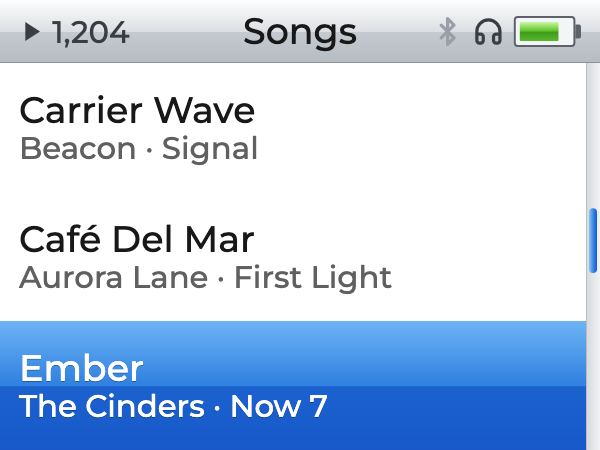 1,204
Songs
Carrier Wave
Beacon · Signal
Café Del Mar
Aurora Lane · First Light
Ember
The Cinders · Now 7